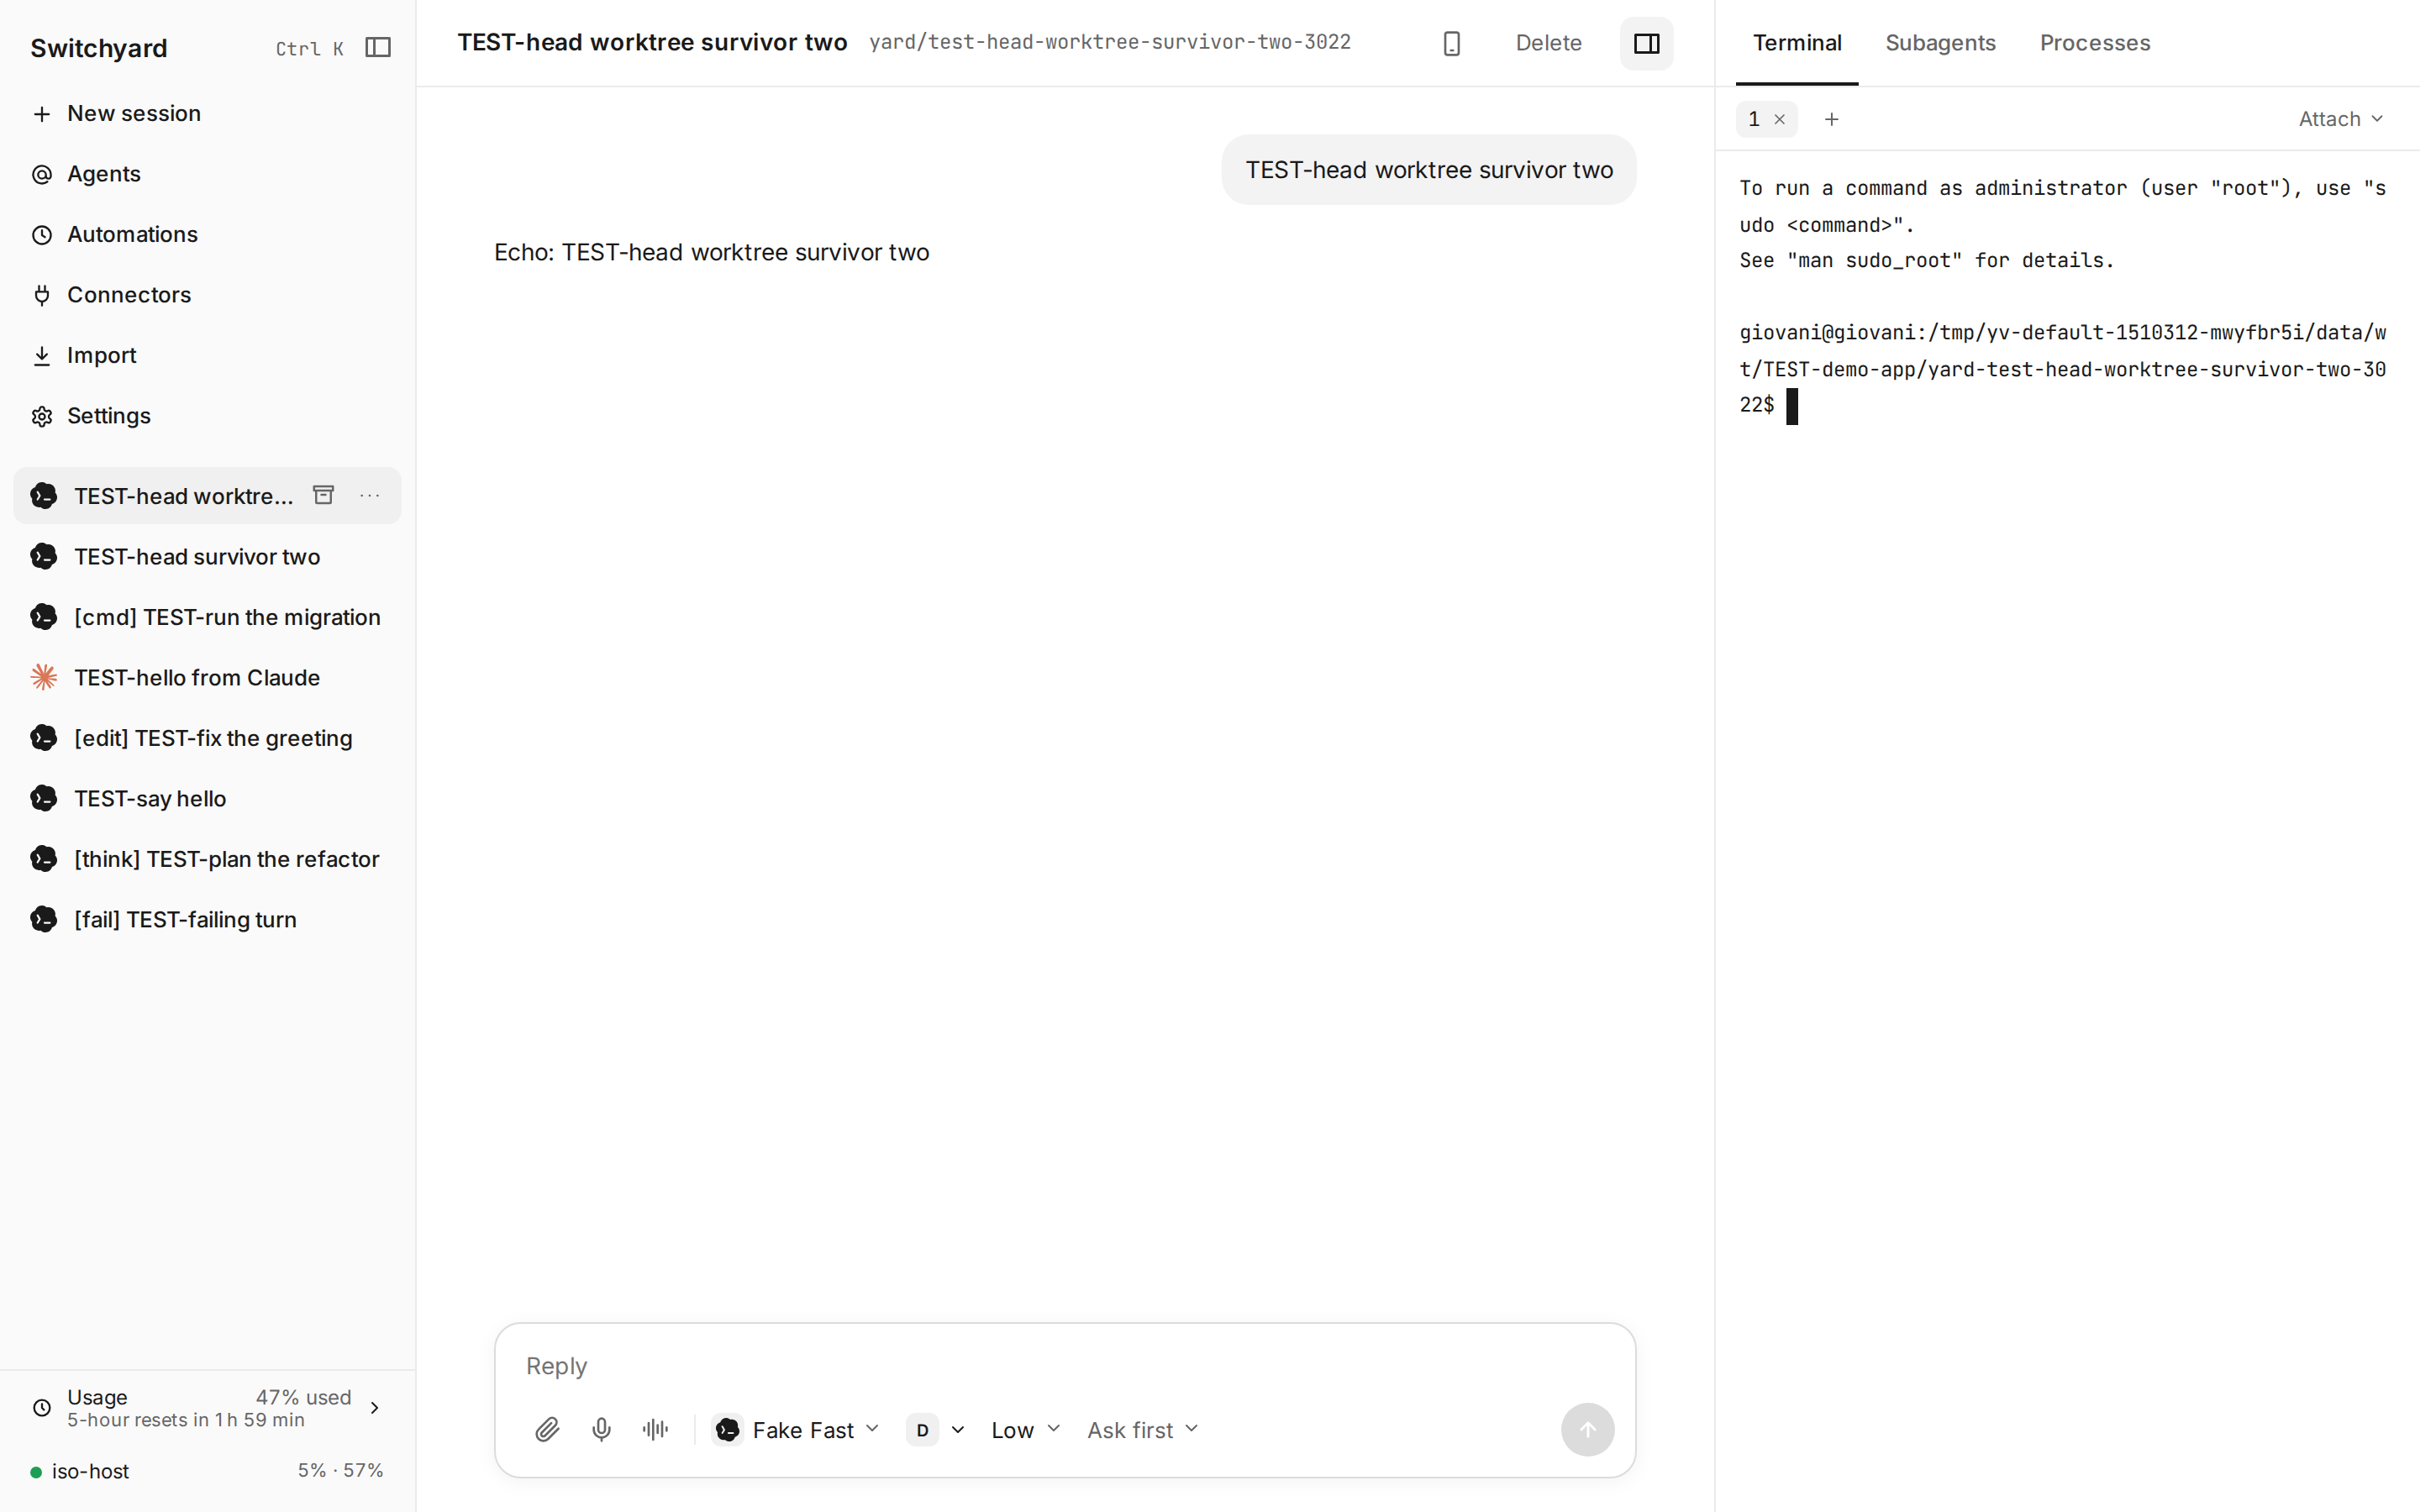 Switchyard Ctrl K
New session
Agents
Automations
Connectors
Import
Settings
TEST-head worktre... ...
TEST-head survivor two
[cmd] TEST-run the migration
TEST-hello from Claude
[edit] TEST-fix the greeting
TEST-say hello
[think] TEST-plan the refactor
[fail] TEST-failing turn
Usage 47% used
5-hour resets in 1 h 59 min
iso-host 5% · 57%
TEST-head worktree survivor two yard/test-head-worktree-survivor-two-3022 Delete
TEST-head worktree survivor two
Echo: TEST-head worktree survivor two
Reply
Fake Fast D Low Ask first
Terminal Subagents Processes
1 × + Attach
To run a command as administrator (user "root"), use "s
udo <command>".
See "man sudo_root" for details.
giovani@giovani:/tmp/yv-default-1510312-mwyfbr5i/data/w
t/TEST-demo-app/yard-test-head-worktree-survivor-two-30
22$